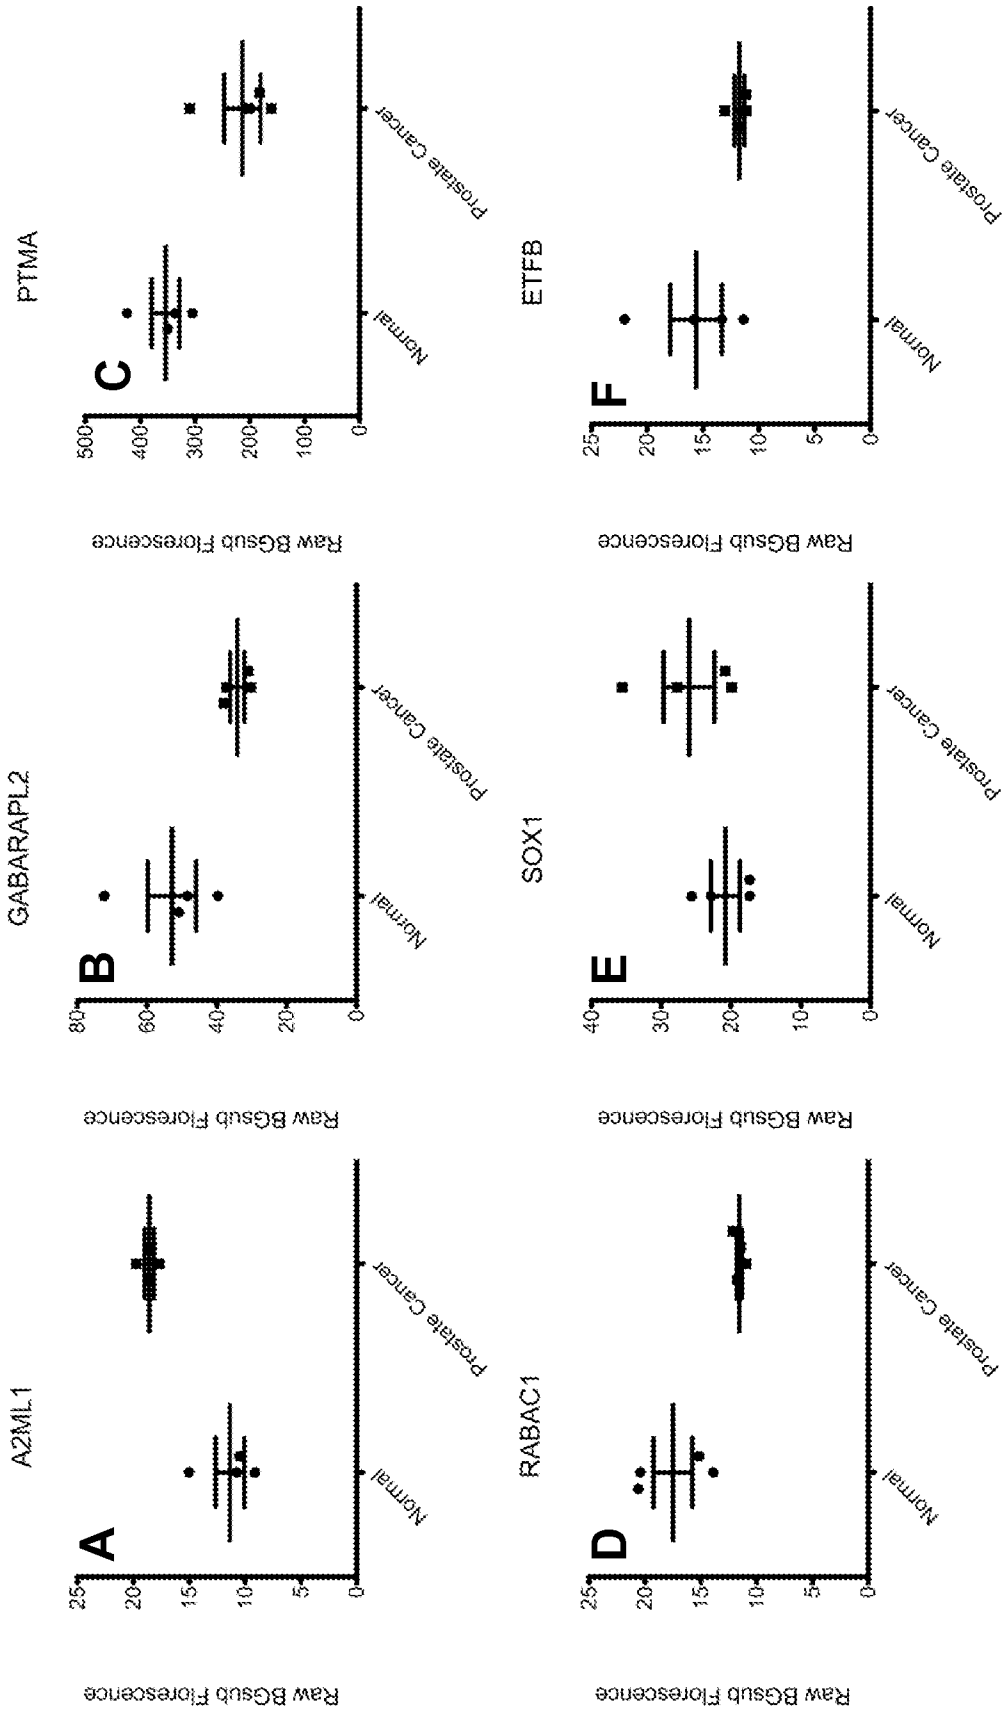 A
A2ML1
Raw BGsub Florescence
25
20
15
10
5
0
Normal
Prostate Cancer
B
GABARAPL2
Raw BGsub Florescence
80
60
40
20
0
Normal
Prostate Cancer
C
PTMA
Raw BGsub Florescence
500
400
300
200
100
0
Normal
Prostate Cancer
D
RABAC1
Raw BGsub Florescence
25
20
15
10
5
0
Normal
Prostate Cancer
E
SOX1
Raw BGsub Florescence
40
30
20
10
0
Normal
Prostate Cancer
F
ETFB
Raw BGsub Florescence
25
20
15
10
5
0
Normal
Prostate Cancer